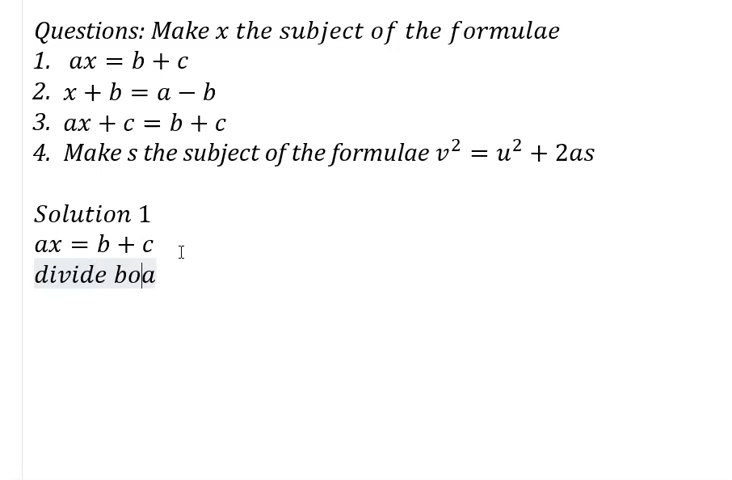 Questions: Make x the subject of the formulae
1. ax = b + c
2. x + b = a − b
3. ax + c = b + c
4. Make s the subject of the formulae v² = u² + 2as
Solution 1
ax = b + c
divide boa